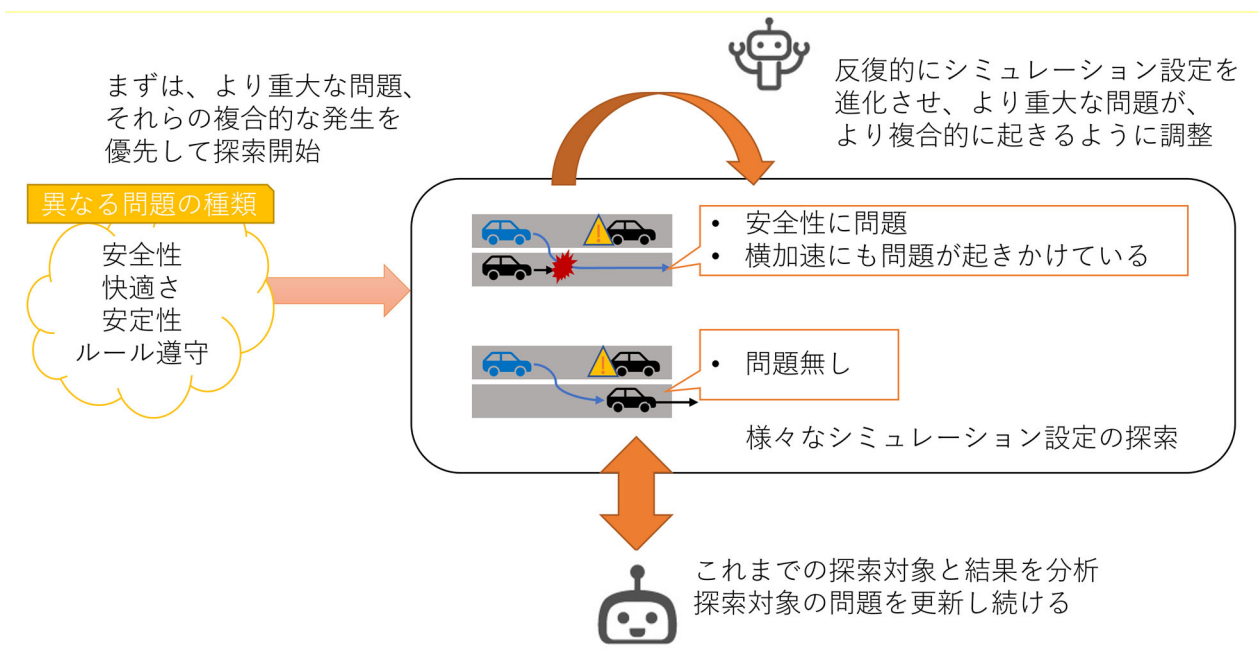 まずは、より重大な問題、
それらの複合的な発生を
優先して探索開始
異なる問題の種類
安全性
快適さ
安定性
ルール遵守
反復的にシミュレーション設定を
進化させ、より重大な問題が、
より複合的に起きるように調整
• 安全性に問題
• 横加速にも問題が起きかけている
• 問題無し
様々なシミュレーション設定の探索
これまでの探索対象と結果を分析
探索対象の問題を更新し続ける